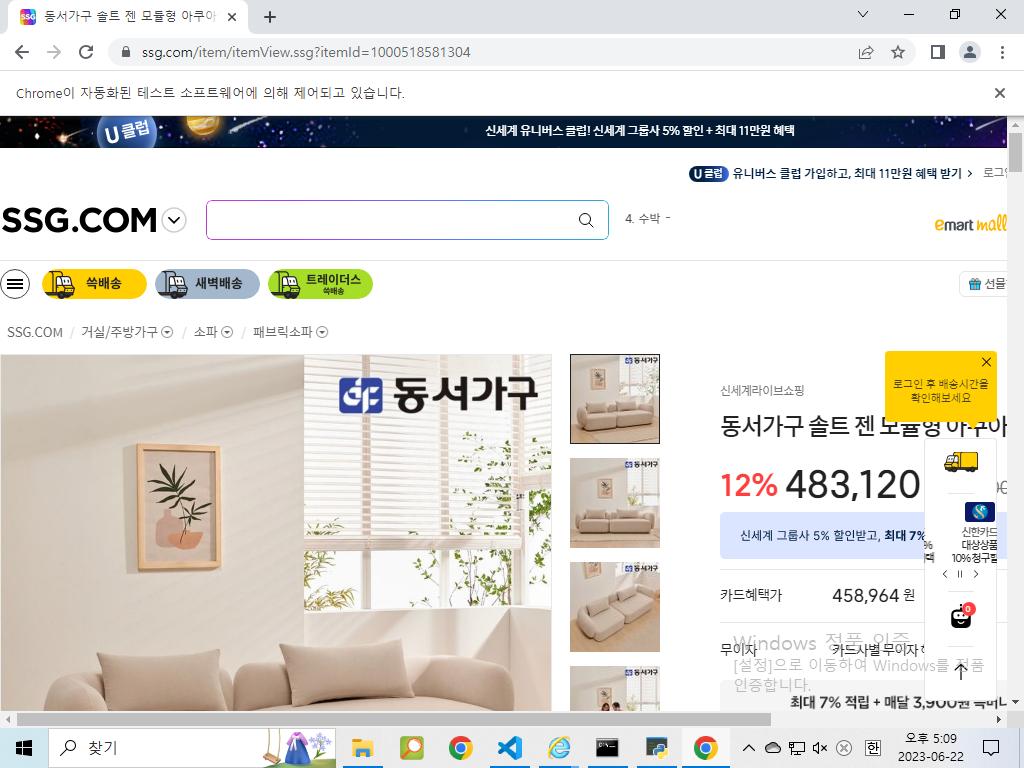 동서가구 솔트 젠 모듈형 아쿠아
ssg.com/item/itemView.ssg?itemId=1000518581304
Chrome이 자동화된 테스트 소프트웨어에 의해 제어되고 있습니다.
U 클럽
신세계 유니버스 클럽! 신세계 그룹사 5% 할인 + 최대 11만원 혜택
U 클럽 유니버스 클럽 가입하고, 최대 11만원 혜택 받기
SSG.COM
4. 수박 -
emart mall
쓱배송
새벽배송
트레이더스
쓱배송
선물
SSG.COM / 거실/주방가구 / 소파 / 패브릭소파
동서가구
로그인 후 배송시간을
확인해보세요
신세계라이브쇼핑
동서가구 솔트 젠 모듈형 아쿠아
12% 483,120
신세계 그룹사 5% 할인받고, 최대 7%
신한카드
대상상품
10% 청구할
카드혜택가 458,964 원
0
무이자 카드사별 무이자
Windows 정품 인증
[설정]으로 이동하여 Windows를 정품
인증합니다.
최대 7% 적립 + 매달 3,900원
찾기
한
오후 5:09
2023-06-22